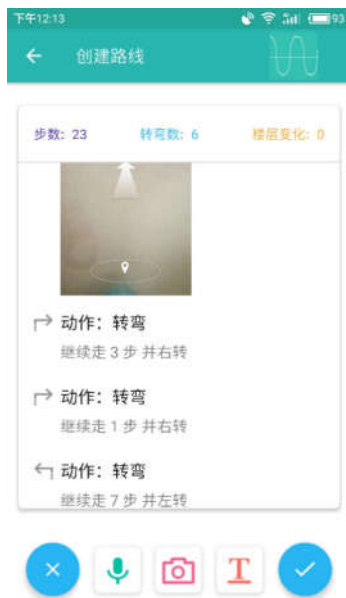 下午12:13
93
创建路线
步数: 23
转弯数: 6
楼层变化: 0
动作: 转弯
继续走 3 步 并右转
动作: 转弯
继续走 1 步 并右转
动作: 转弯
继续走 7 步 并左转
T